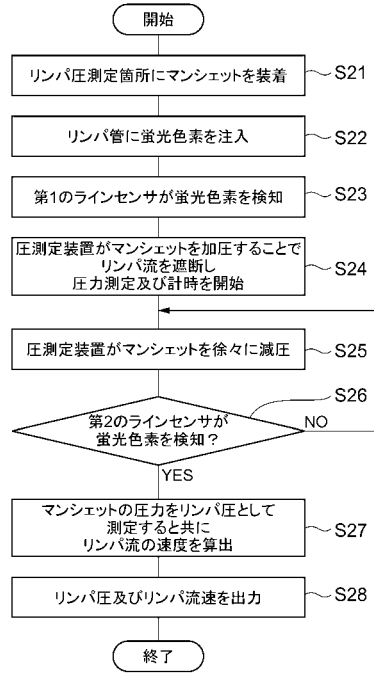 開始
リンパ圧測定箇所にマンシェットを装着
S21
リンパ管に蛍光色素を注入
S22
第1のラインセンサが蛍光色素を検知
S23
圧測定装置がマンシェットを加圧することで
リンパ流を遮断し
圧力測定及び計時を開始
S24
圧測定装置がマンシェットを徐々に減圧
S25
S26
第2のラインセンサが
蛍光色素を検知？
NO
YES
マンシェットの圧力をリンパ圧として
測定すると共に
リンパ流の速度を算出
S27
リンパ圧及びリンパ流速を出力
S28
終了